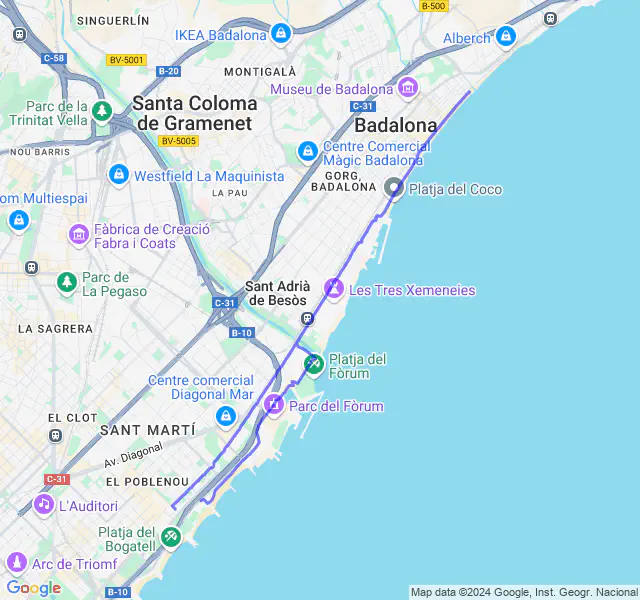 SINGUERLÍN
B-500
IKEA Badalona
Alberch
C-58
BV-5001
B-20
MONTIGALÀ
Museu de Badalona
Parc de la
Trinitat Vella
Santa Coloma
de Gramenet
C-31
Badalona
BV-5005
NOU BARRIS
Centre Comercial
Màgic Badalona
Westfield La Maquinista
GORG,
BADALONA
Platja del Coco
LA PAU
om Multiespai
Fàbrica de Creació
Fabra i Coats
Parc de
La Pegaso
Sant Adrià
de Besòs
Les Tres Xemeneies
C-31
LA SAGRERA
B-10
Platja del
Fòrum
Centre comercial
Diagonal Mar
Parc del Fòrum
EL CLOT
SANT MARTÍ
Av. Diagonal
C-31
EL POBLENOU
L'Auditori
Platja del
Bogatell
Arc de Triomf
Google
B-10
Map data ©2024 Google, Inst. Geogr. Nacional